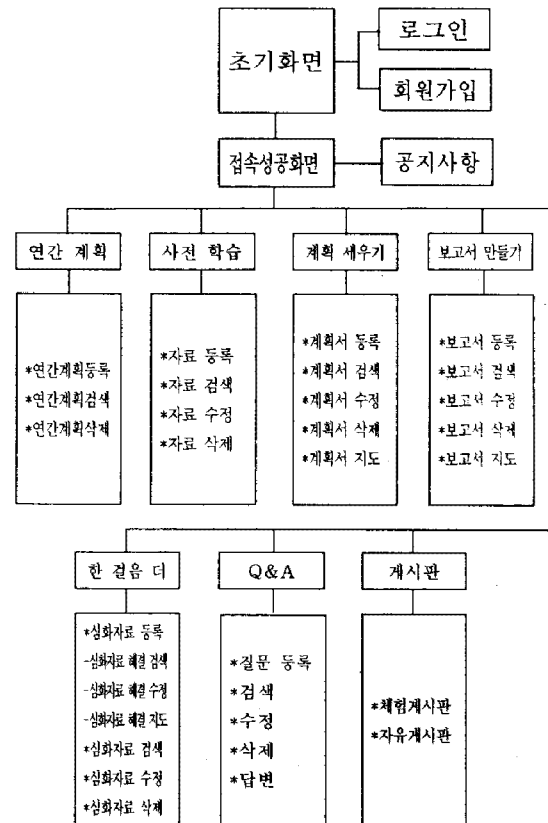 초기화면
로그인
회원가입
접속성공화면
공지사항
연간 계획
사전 학습
계획 세우기
보고서 만들기
*연간계획등록
*연간계획검색
*연간계획삭제
*자료 등록
*자료 검색
*자료 수정
*자료 삭제
*계획서 등록
*계획서 검색
*계획서 수정
*계획서 삭제
*계획서 지도
*보고서 등록
*보고서 검색
*보고서 수정
*보고서 삭제
*보고서 지도
한 걸음 더
Q&A
게시판
*심화자료 등록
-심화자료 해결 검색
-심화자료 해결 수정
-심화자료 해결 지도
*심화자료 검색
*심화자료 수정
*심화자료 삭제
*질문 등록
*검색
*수정
*삭제
*답변
*체험게시판
*자유게시판